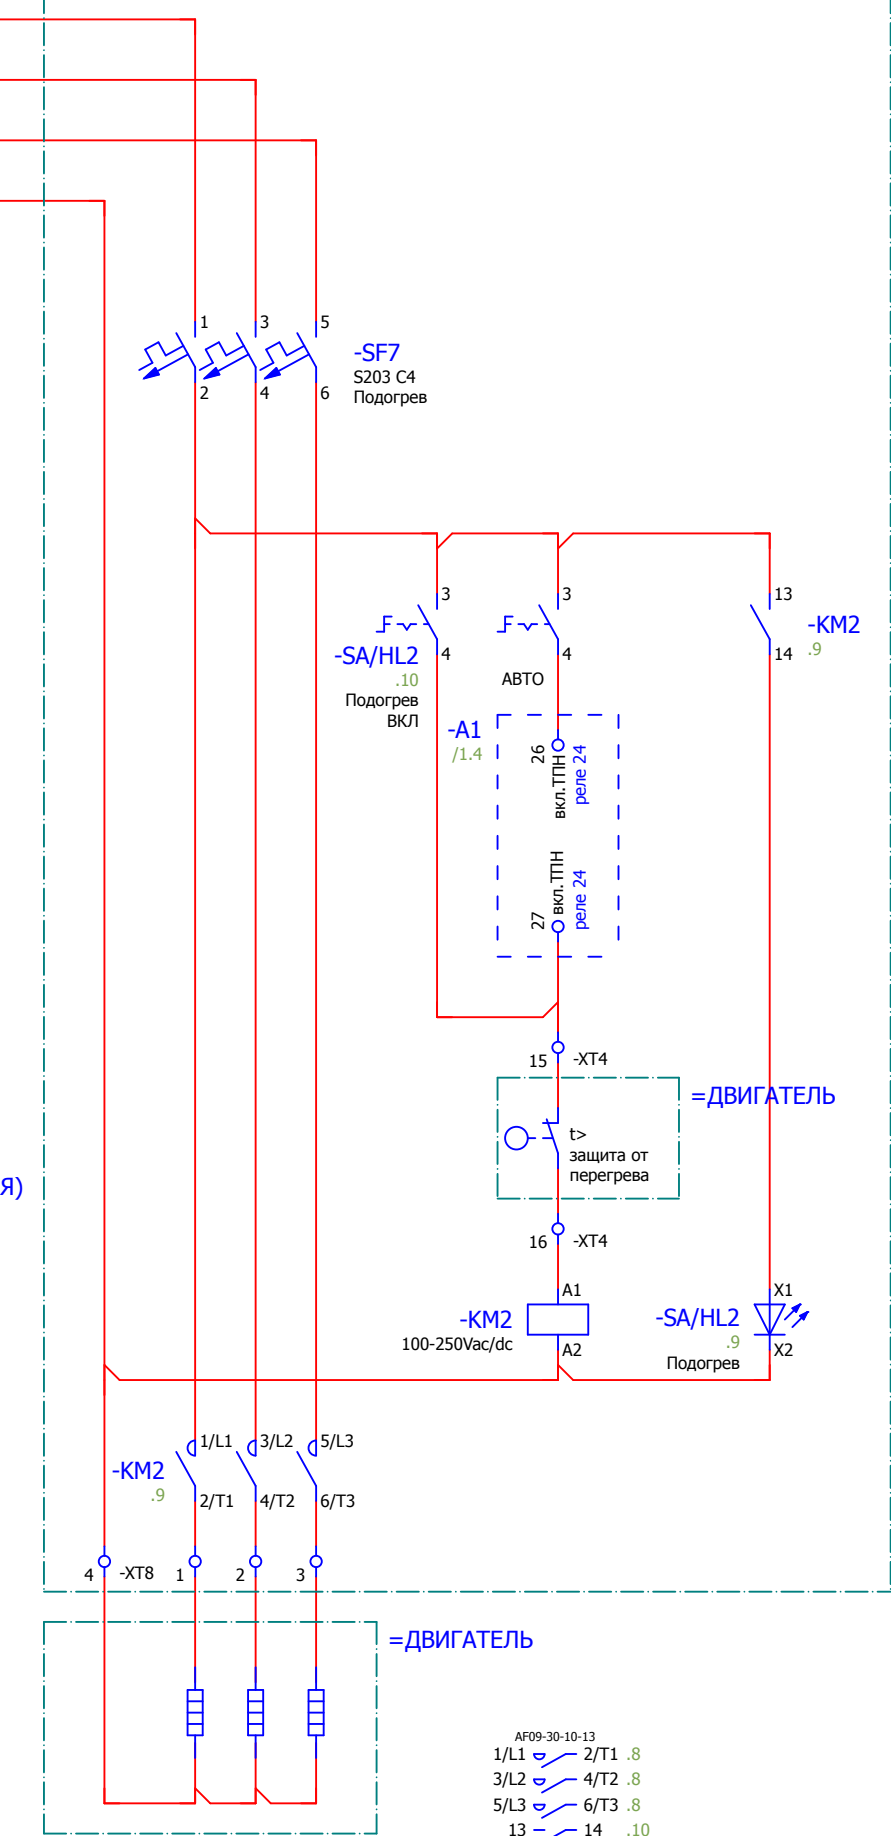 1
3
5
-SF7
S203 C4
Подогрев
2
4
6
3
3
13
-KM2
.9
-SA/HL2
4
4
14
.10
АВТО
Подогрев
ВКЛ
-A1
/1.4
26
вкл.ТПН
реле 24
27
вкл.ТПН
реле 24
15
-XT4
=ДВИГАТЕЛЬ
t>
защита от
перегрева
Я)
16
-XT4
A1
X1
-KM2
100-250Vac/dc
A2
-SA/HL2
.9
Подогрев
X2
1/L1
3/L2
5/L3
-KM2
.9
2/T1
4/T2
6/T3
4
-XT8
1
2
3
=ДВИГАТЕЛЬ
AF09-30-10-13
1/L1 2/T1 .8
3/L2 4/T2 .8
5/L3 6/T3 .8
13 14 .10